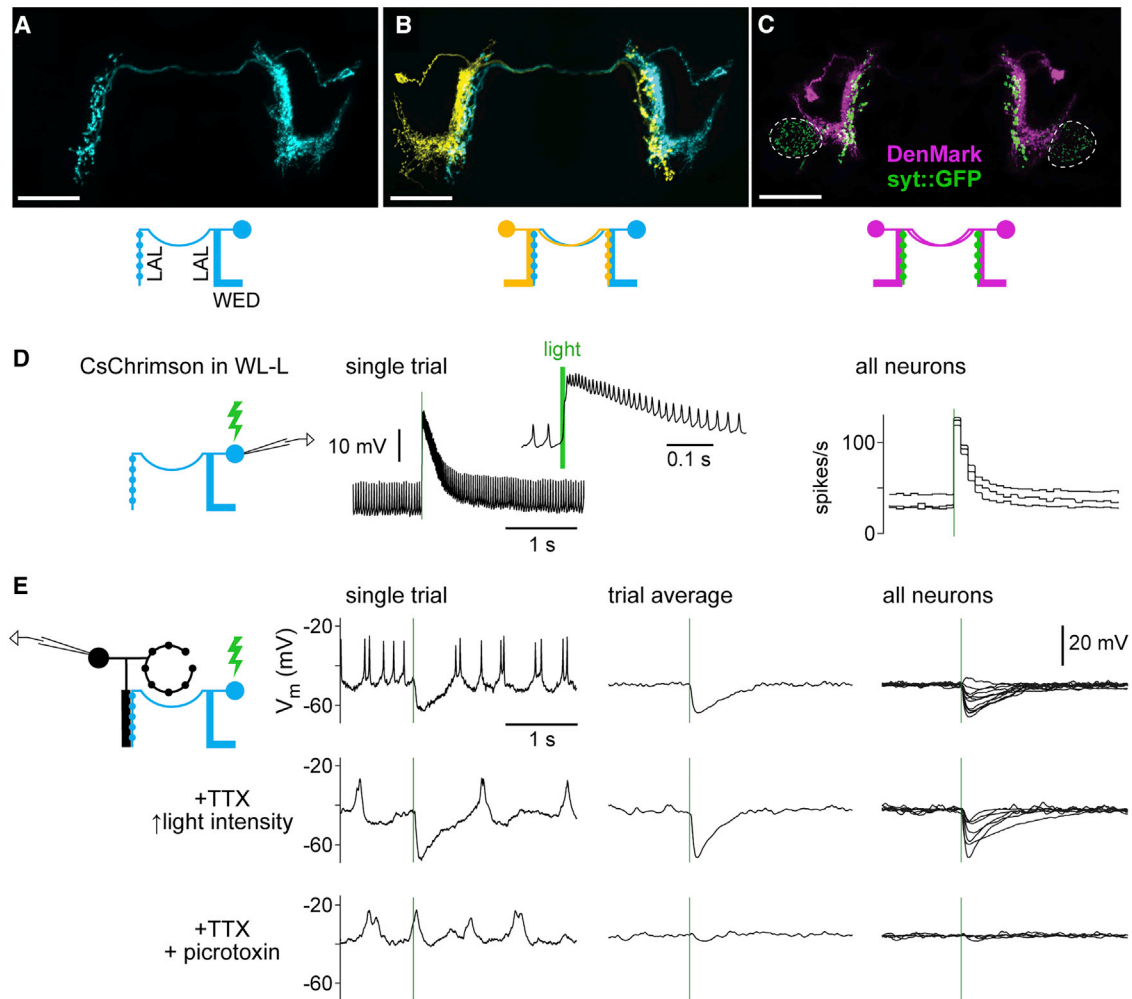 A
B
C
DenMark
syt::GFP
LAL
LAL
WED
D
CsChrimson in WL-L
single trial
light
all neurons
10 mV
0.1 s
1 s
spikes/s
100
0
E
single trial
trial average
all neurons
-20
Vm (mV)
-60
1 s
20 mV
+TTX
↑light intensity
-20
-60
+TTX
+ picrotoxin
-20
-60